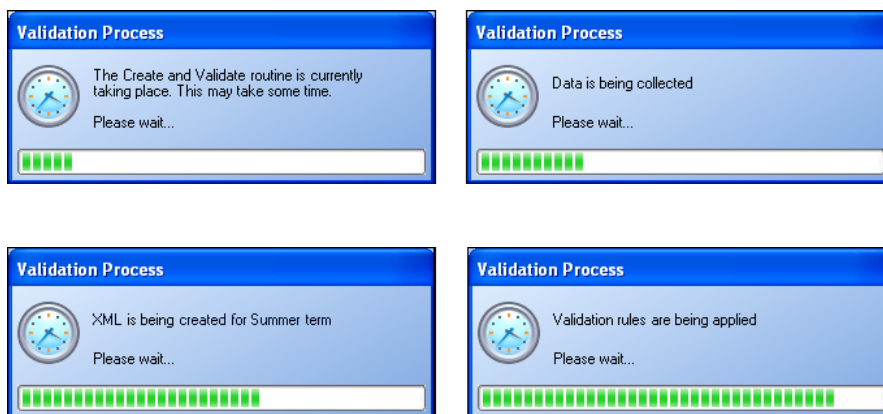 Validation Process
The Create and Validate routine is currently
taking place. This may take some time.
Please wait...
Validation Process
Data is being collected
Please wait...
Validation Process
XML is being created for Summer term
Please wait...
Validation Process
Validation rules are being applied
Please wait...